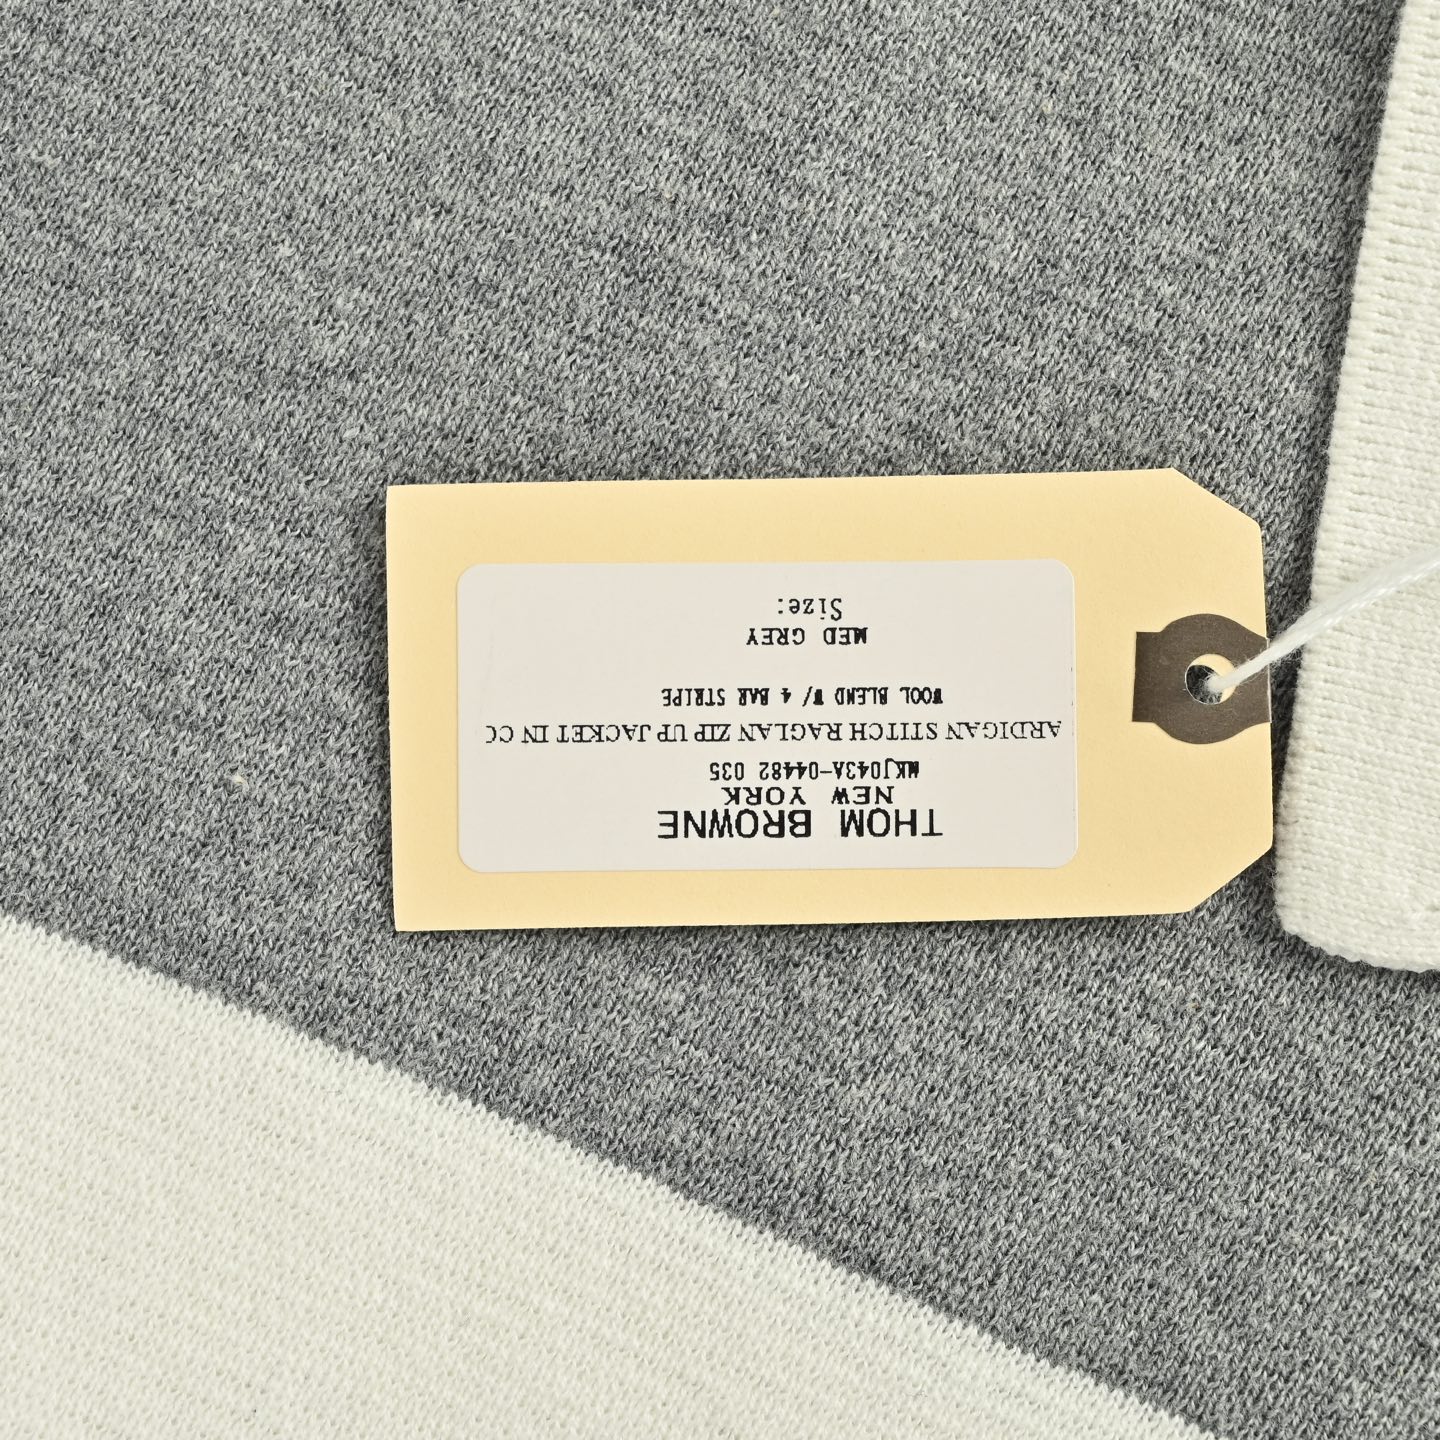 THOM BROWNE
NEW YORK
MKJ043A-04482 035
ARDIGAN STITCH RAGLAN ZIP UP JACKET IN CC
WOOL BLEND W/ 4 BAR STRIPE
MED GREY
Size: